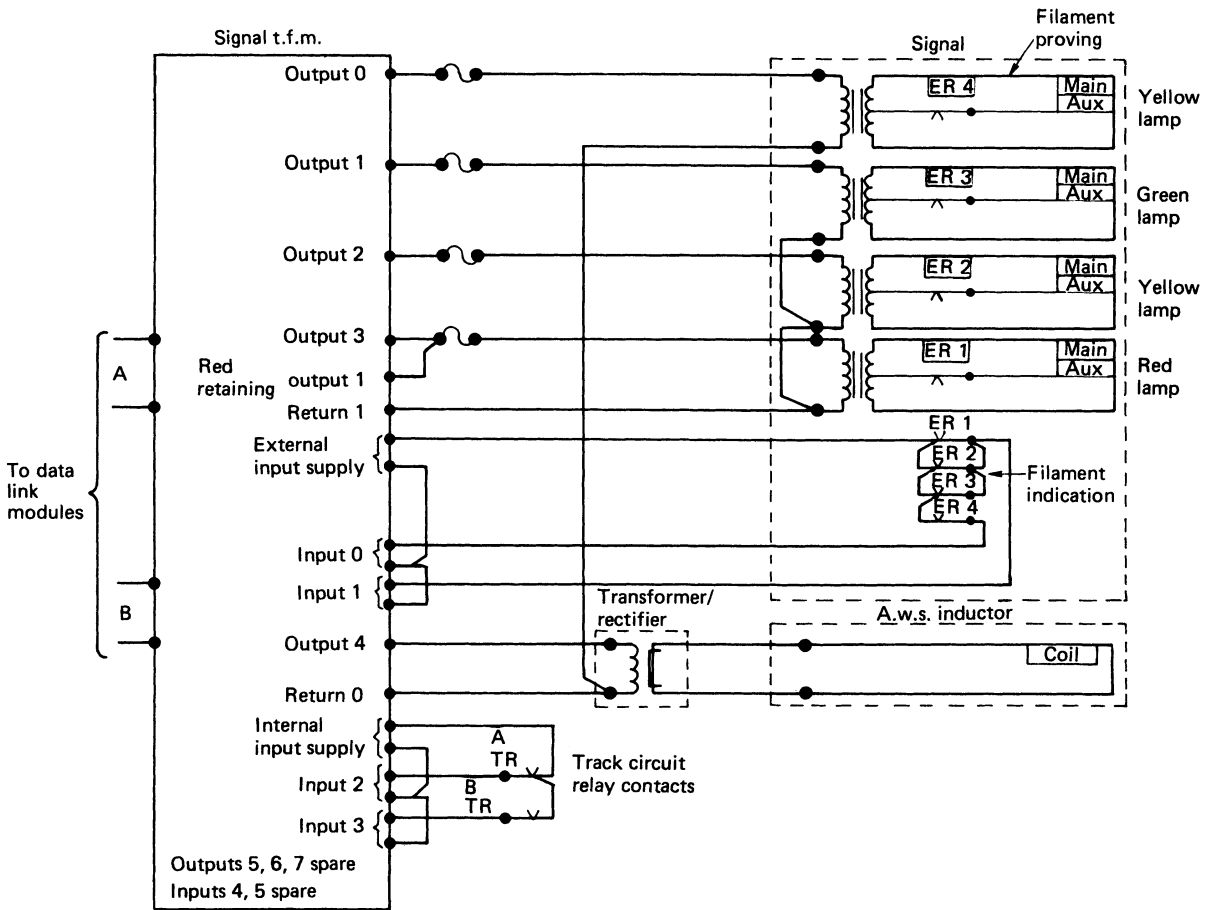 Signal t.f.m.
Filament
proving
Signal
Output 0
ER 4
Main
Aux
Yellow
lamp
Output 1
ER 3
Main
Aux
Green
lamp
Output 2
ER 2
Main
Aux
Yellow
lamp
Output 3
ER 1
Main
Aux
Red
lamp
Red
retaining
output 1
Return 1
A
External
input supply
ER 1
ER 2
ER 3
ER 4
Filament
indication
To data
link
modules
Input 0
Input 1
B
Transformer/
rectifier
A.w.s. inductor
Output 4
Coil
Return 0
Internal
input supply
A
TR
Track circuit
relay contacts
Input 2
B
TR
Input 3
Outputs 5, 6, 7 spare
Inputs 4, 5 spare